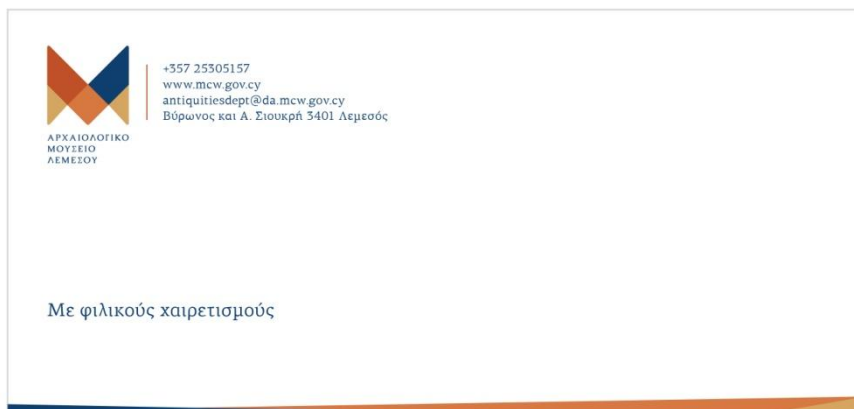 +357 25305157
www.mcw.gov.cy
antiquitiesdept@da.mcw.gov.cy
Βύρωνος και Α. Σιουκρή 3401 Λεμεσός
ΑΡΧΑΙΟΛΟΓΙΚΟ
ΜΟΥΣΕΙΟ
ΛΕΜΕΣΟΥ
Με φιλικούς χαιρετισμούς